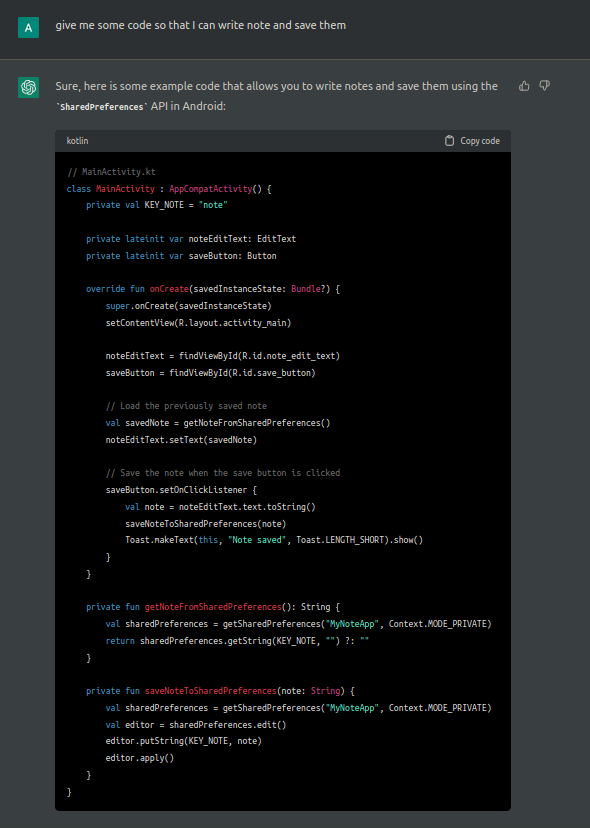 A
give me some code so that I can write note and save them
Sure, here is some example code that allows you to write notes and save them using the
`SharedPreferences` API in Android:
kotlin
Copy code
// MainActivity.kt
class MainActivity : AppCompatActivity() {
    private val KEY_NOTE = "note"

    private lateinit var noteEditText: EditText
    private lateinit var saveButton: Button

    override fun onCreate(savedInstanceState: Bundle?) {
        super.onCreate(savedInstanceState)
        setContentView(R.layout.activity_main)

        noteEditText = findViewById(R.id.note_edit_text)
        saveButton = findViewById(R.id.save_button)

        // Load the previously saved note
        val savedNote = getNoteFromSharedPreferences()
        noteEditText.setText(savedNote)

        // Save the note when the save button is clicked
        saveButton.setOnClickListener {
            val note = noteEditText.text.toString()
            saveNoteToSharedPreferences(note)
            Toast.makeText(this, "Note saved", Toast.LENGTH_SHORT).show()
        }
    }

    private fun getNoteFromSharedPreferences(): String {
        val sharedPreferences = getSharedPreferences("MyNoteApp", Context.MODE_PRIVATE)
        return sharedPreferences.getString(KEY_NOTE, "") ?: ""
    }

    private fun saveNoteToSharedPreferences(note: String) {
        val sharedPreferences = getSharedPreferences("MyNoteApp", Context.MODE_PRIVATE)
        val editor = sharedPreferences.edit()
        editor.putString(KEY_NOTE, note)
        editor.apply()
    }
}